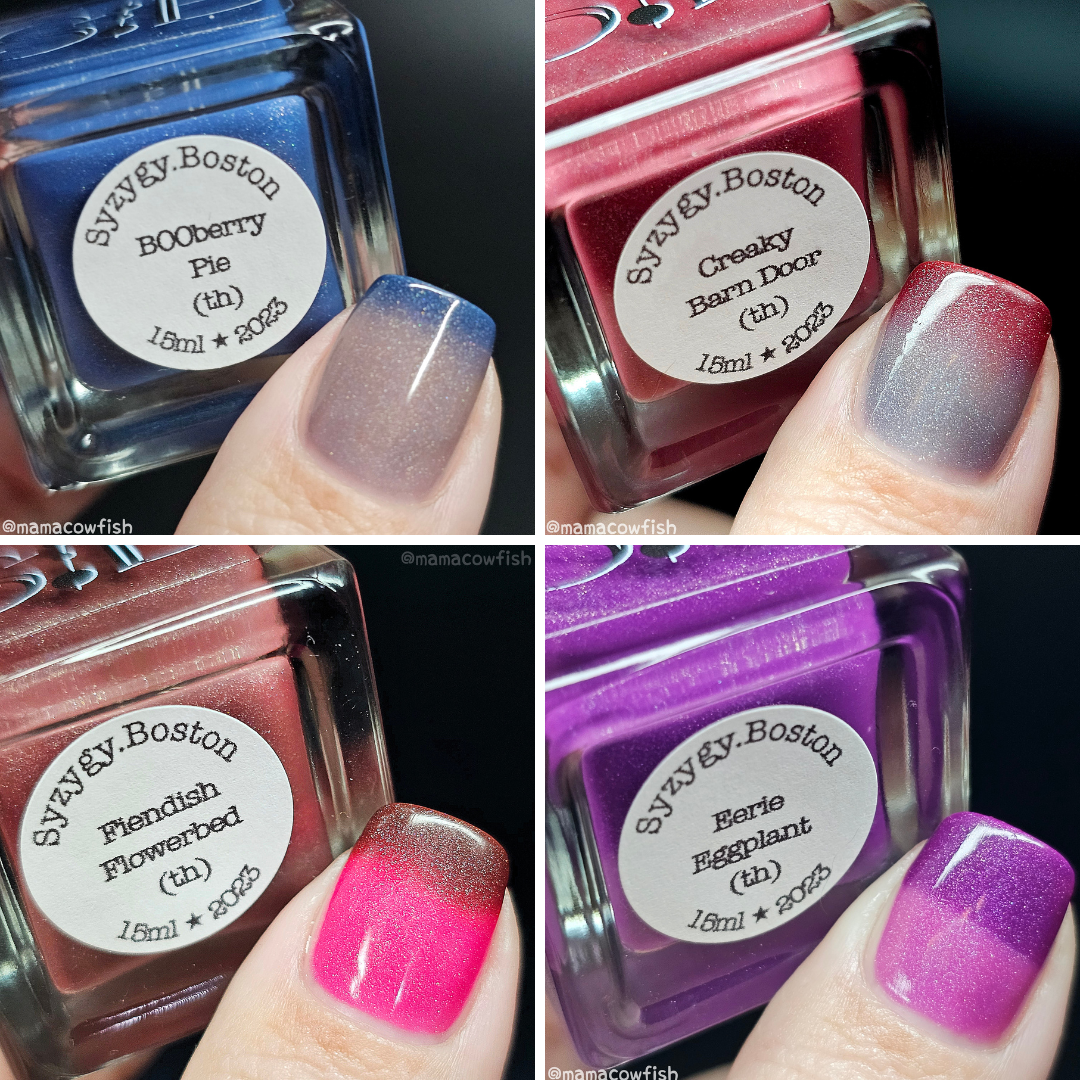 Syzygy.Boston
BOOberry
Pie
(th)
15ml ★ 2023
@mamacowfish
Syzygy.Boston
Creaky
Barn Door
(th)
15ml ★ 2023
@mamacowfish
@mamacowfish
Syzygy.Boston
Fiendish
Flowerbed
(th)
15ml ★ 2023
Syzygy.Boston
Eerie
Eggplant
(th)
15ml ★ 2023
@mamacowfish